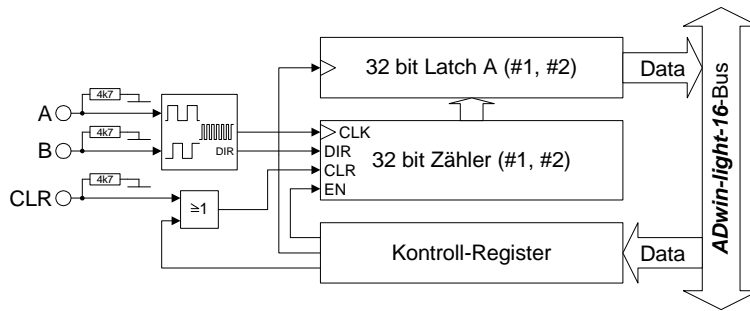 4k7
A
4k7
B
DIR
4k7
CLR
≥1
32 bit Latch A (#1, #2)
CLK
DIR
CLR
EN
32 bit Zähler (#1, #2)
Kontroll-Register
Data
Data
ADwin-light-16-Bus